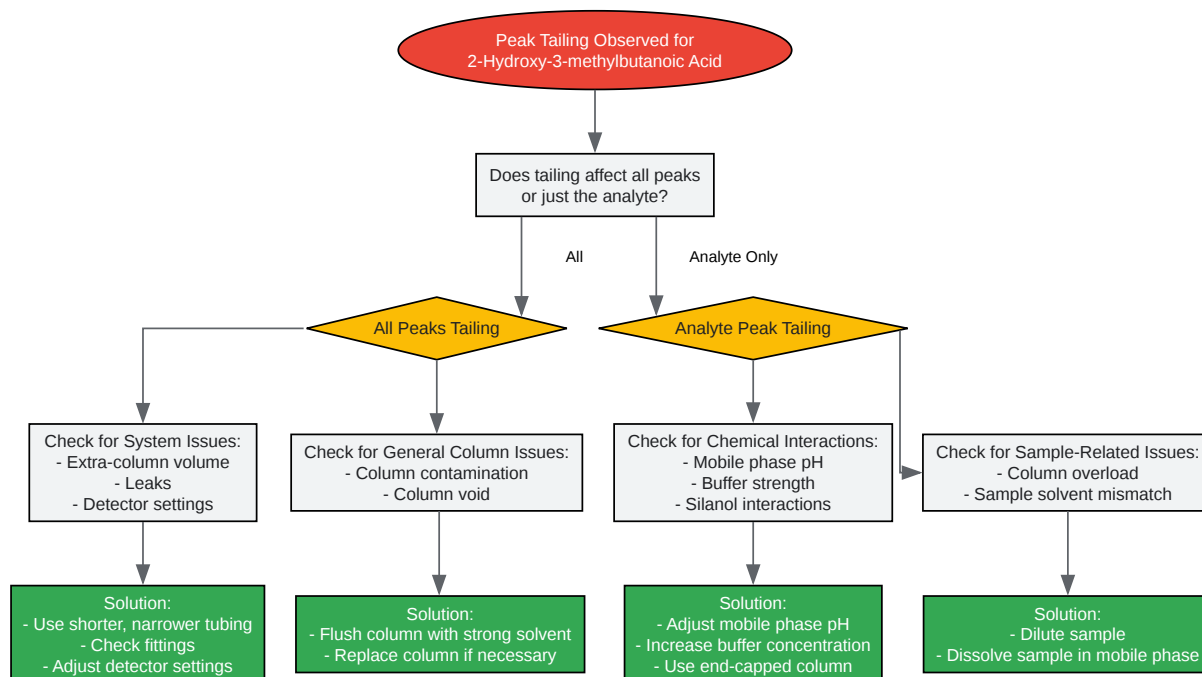 Peak Tailing Observed for
2-Hydroxy-3-methylbutanoic Acid
Does tailing affect all peaks
or just the analyte?
All
Analyte Only
All Peaks Tailing
Analyte Peak Tailing
Check for System Issues:
- Extra-column volume
- Leaks
- Detector settings
Check for General Column Issues:
- Column contamination
- Column void
Check for Chemical Interactions:
- Mobile phase pH
- Buffer strength
- Silanol interactions
Check for Sample-Related Issues:
- Column overload
- Sample solvent mismatch
Solution:
- Use shorter, narrower tubing
- Check fittings
- Adjust detector settings
Solution:
- Flush column with strong solvent
- Replace column if necessary
Solution:
- Adjust mobile phase pH
- Increase buffer concentration
- Use end-capped column
Solution:
- Dilute sample
- Dissolve sample in mobile phase